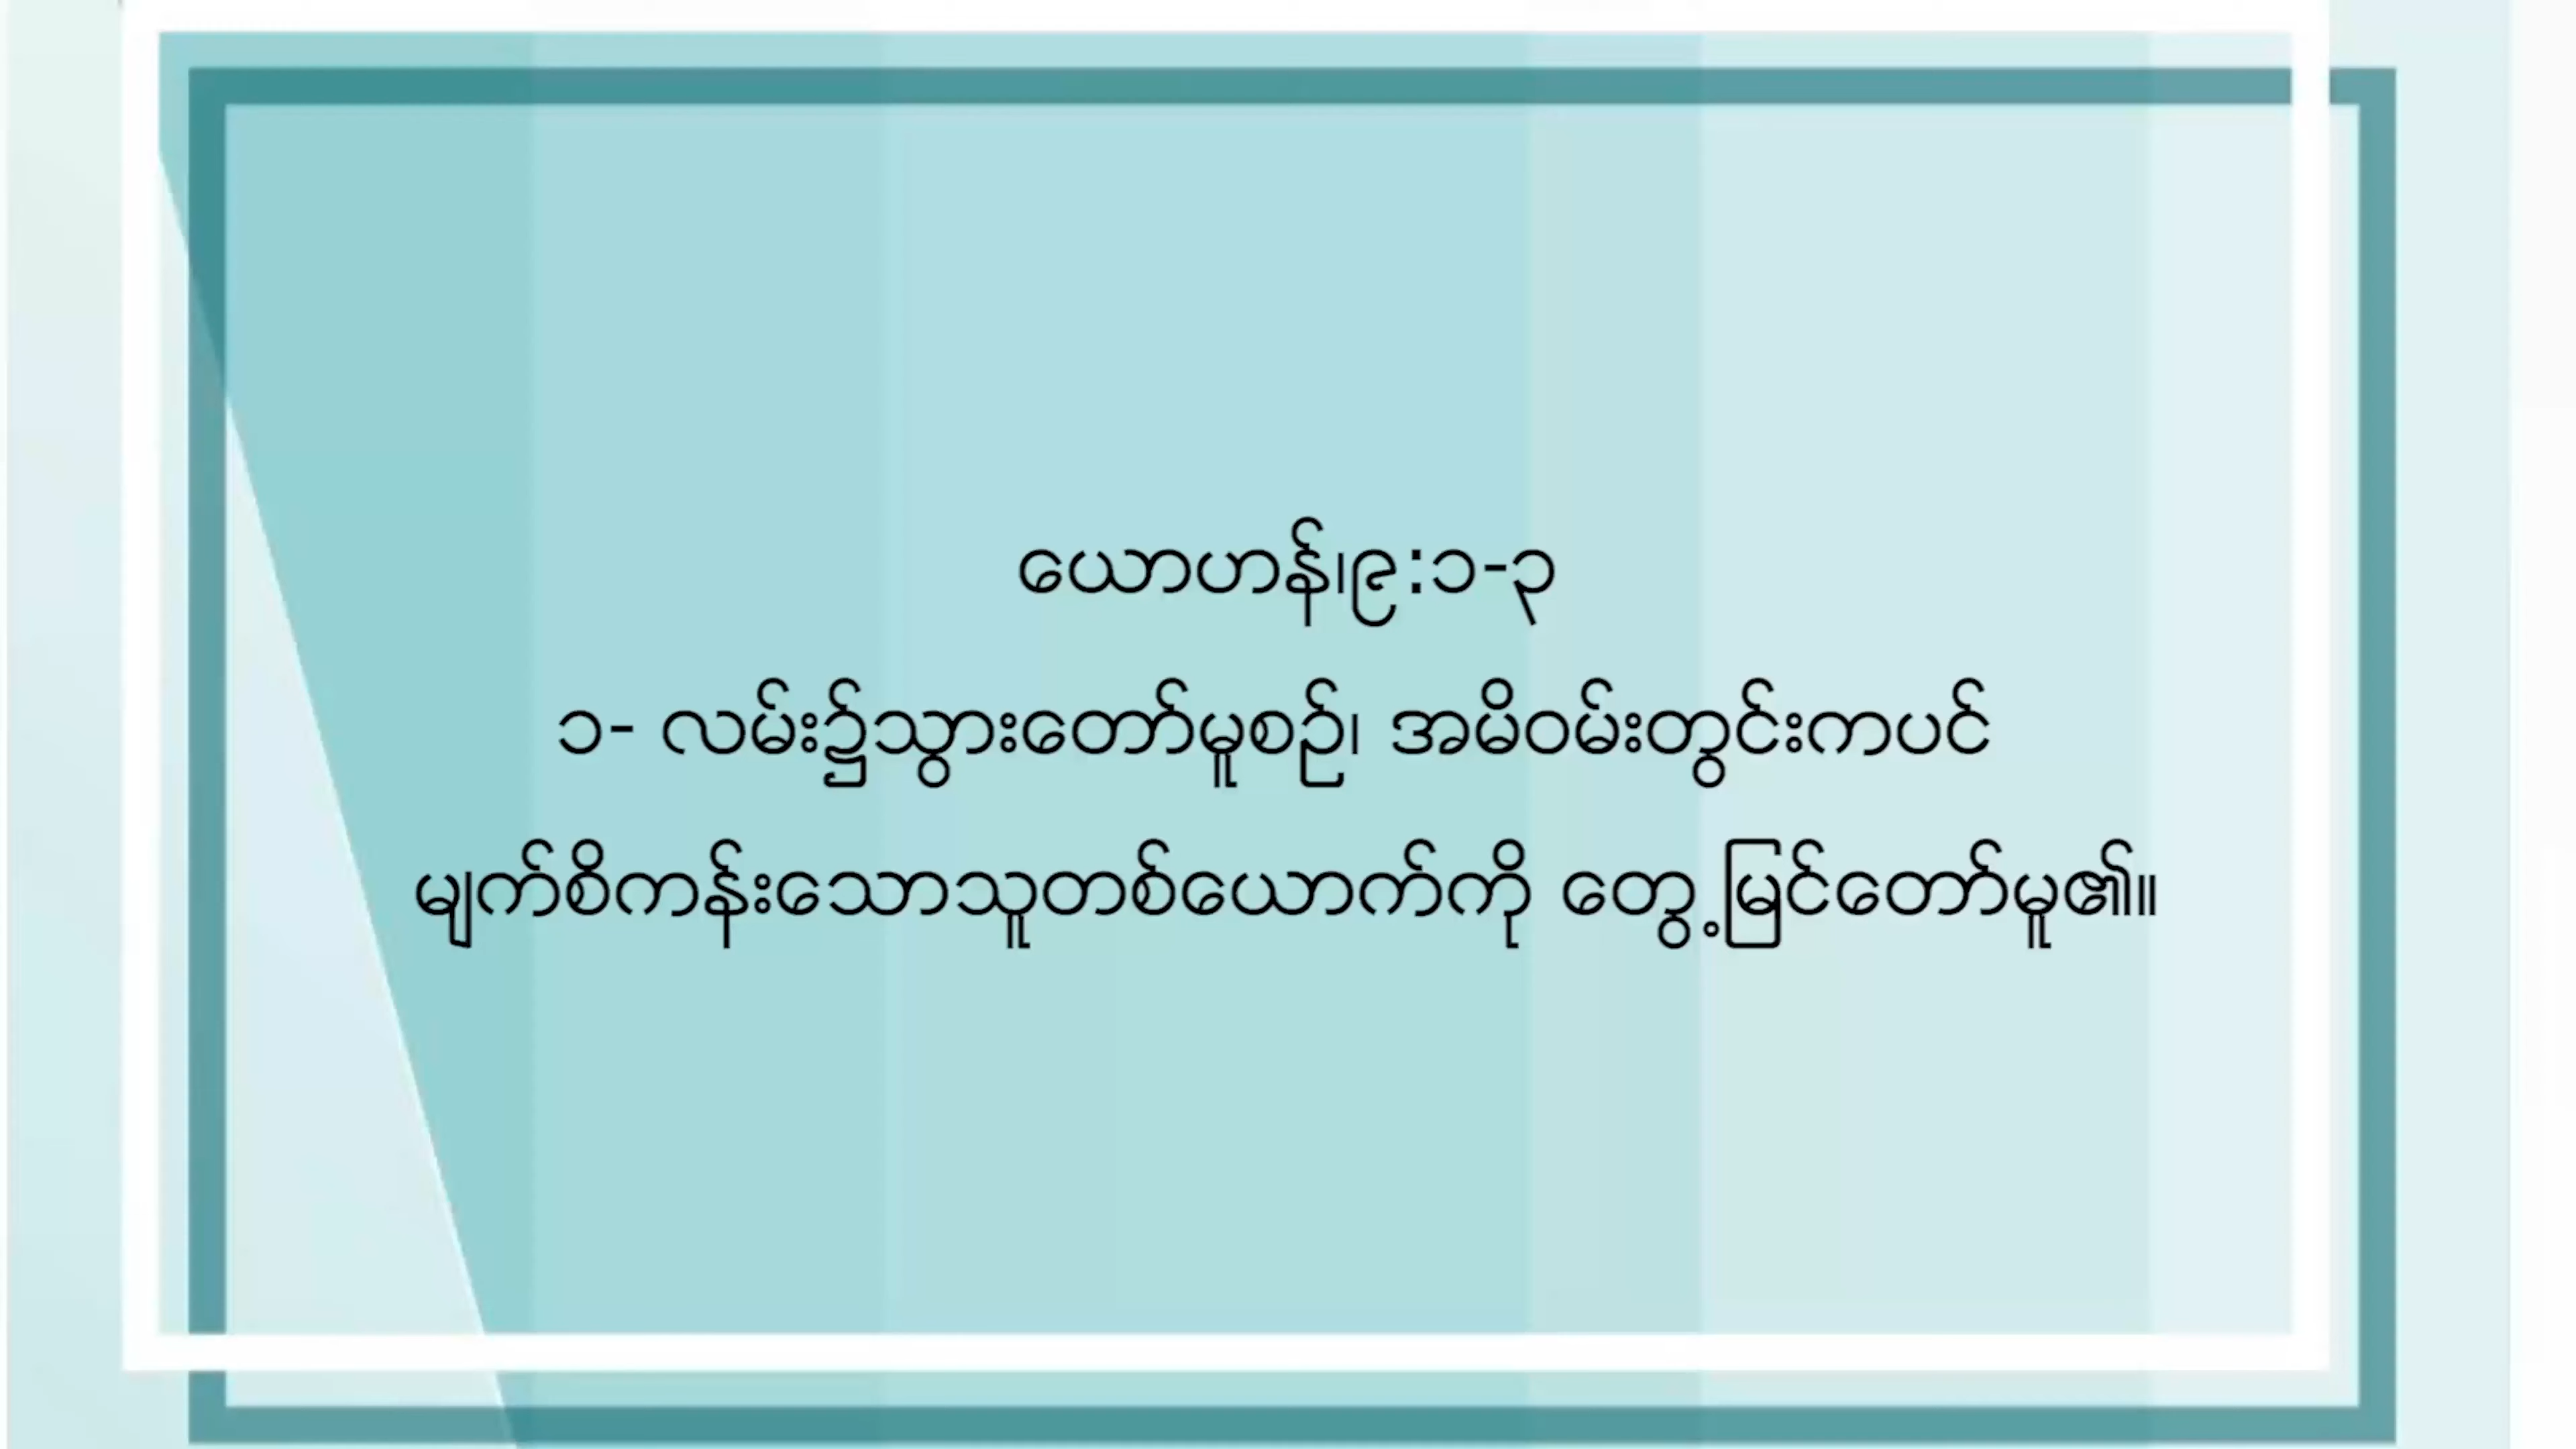 ယောဟန်၊၉:၁-၃
၁- လမ်း၌သွားတော်မူစဉ်၊ အမိဝမ်းတွင်းကပင်
မျက်စိကန်းသောသူတစ်ယောက်ကို တွေ့မြင်တော်မူ၏။